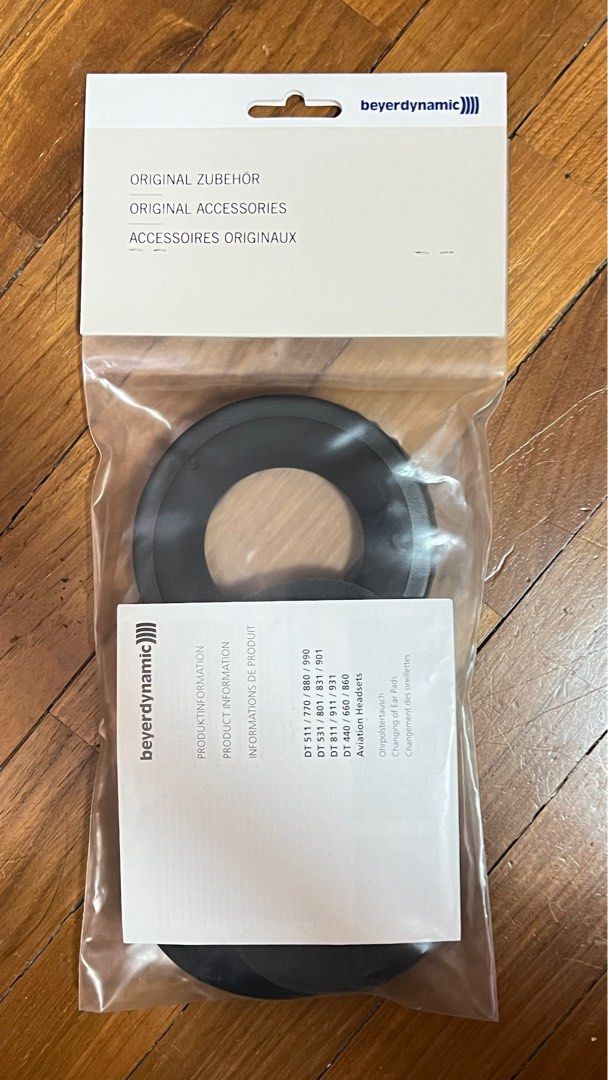 beyerdynamic
ORIGINAL ZUBEHÖR
ORIGINAL ACCESSORIES
ACCESSOIRES ORIGINAUX
beyerdynamic
PRODUKTINFORMATION
PRODUCT INFORMATION
INFORMATIONS DE PRODUIT
DT 511 / 770 / 880 / 990
DT 531 / 801 / 831 / 901
DT 811 / 911 / 931
DT 440 / 660 / 860
Aviation Headsets
Ohrpolstertausch
Changing of Ear Pads
Changement des oreillettes